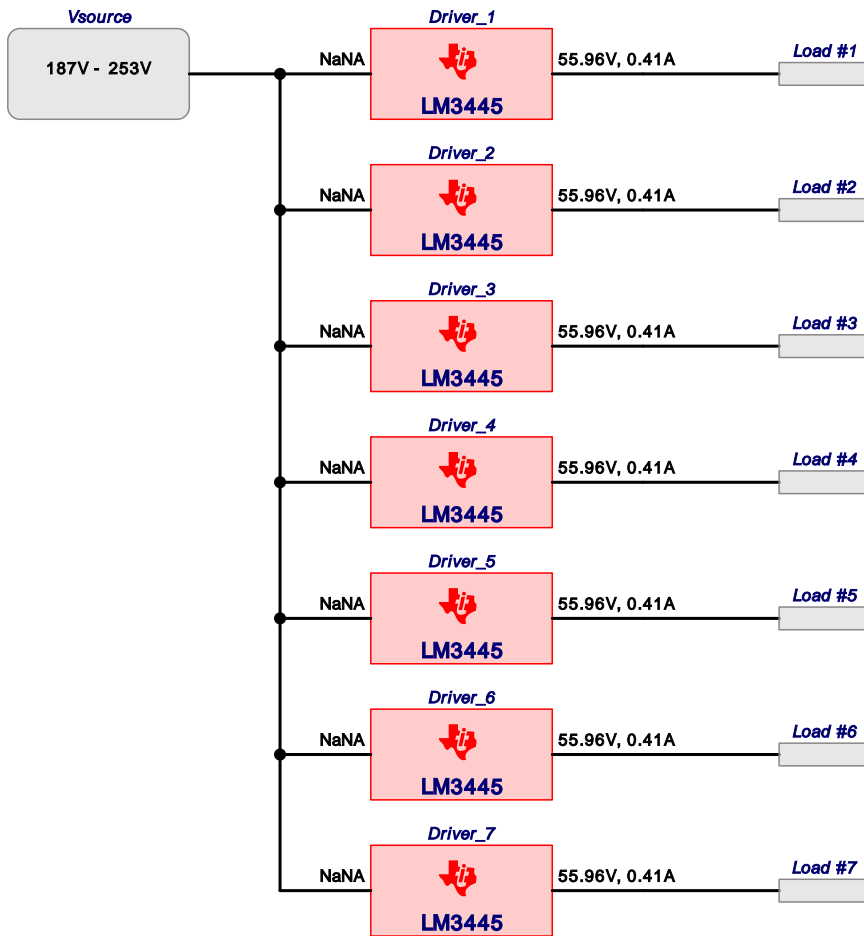 Vsource
187V - 253V
Driver_1
NaNA
LM3445
55.96V, 0.41A
Load #1
Driver_2
NaNA
LM3445
55.96V, 0.41A
Load #2
Driver_3
NaNA
LM3445
55.96V, 0.41A
Load #3
Driver_4
NaNA
LM3445
55.96V, 0.41A
Load #4
Driver_5
NaNA
LM3445
55.96V, 0.41A
Load #5
Driver_6
NaNA
LM3445
55.96V, 0.41A
Load #6
Driver_7
NaNA
LM3445
55.96V, 0.41A
Load #7